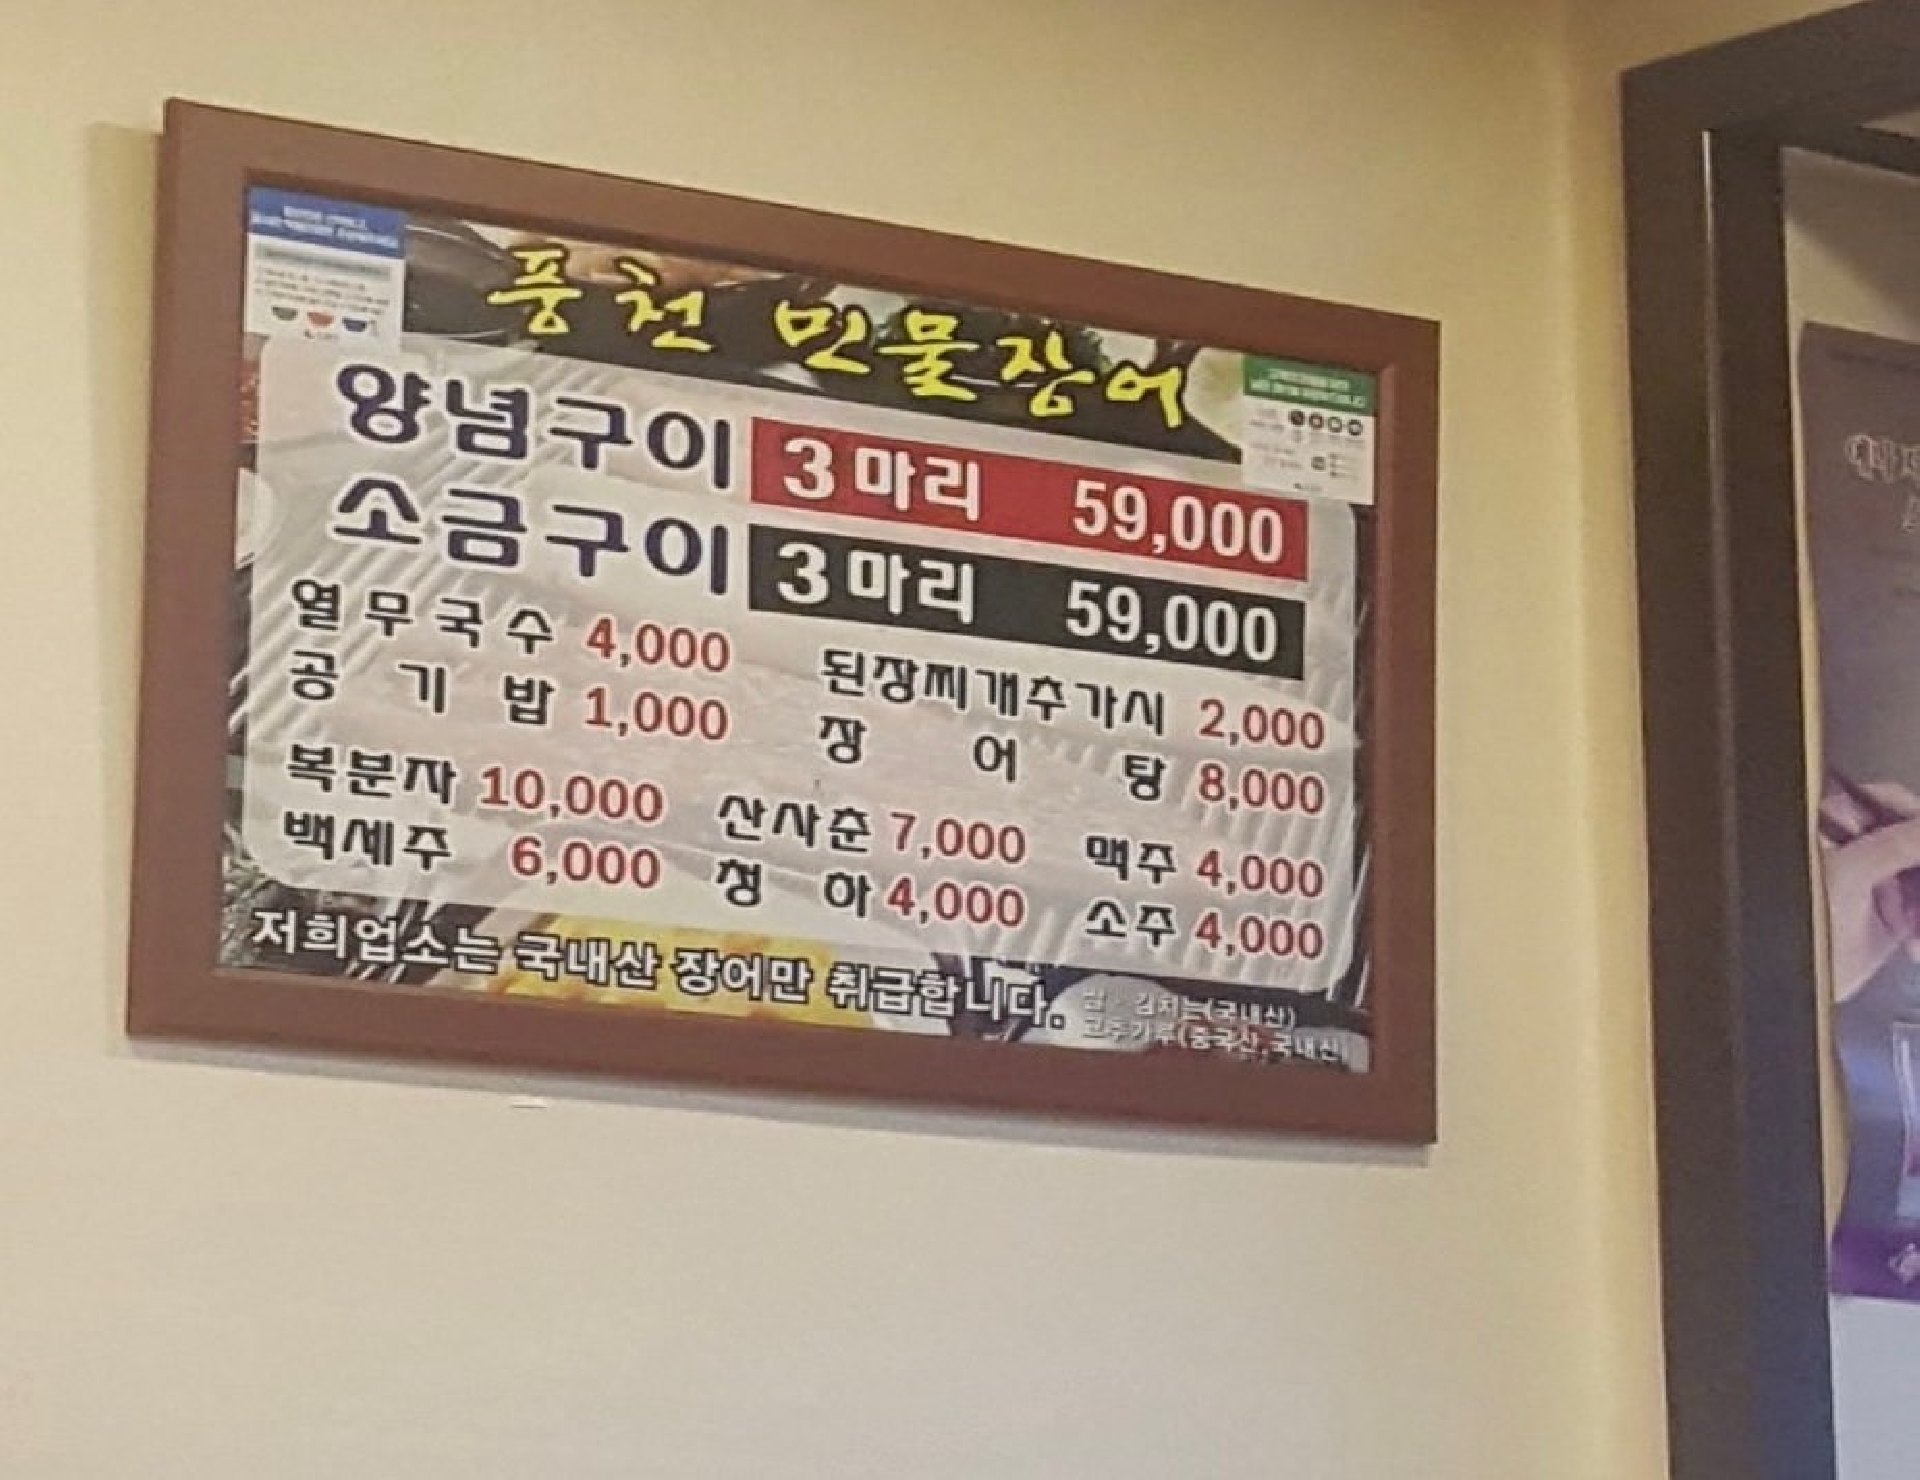 풍천 민물장어
양념구이 3마리 59,000
소금구이 3마리 59,000
열무국수 4,000 된장찌개추가시 2,000
공기밥 1,000 장어탕 8,000
복분자 10,000 산사춘 7,000 맥주 4,000
백세주 6,000 청하 4,000 소주 4,000
저희업소는 국내산 장어만 취급합니다.
김치는(국내산)
고추가루(중국산,국내산)